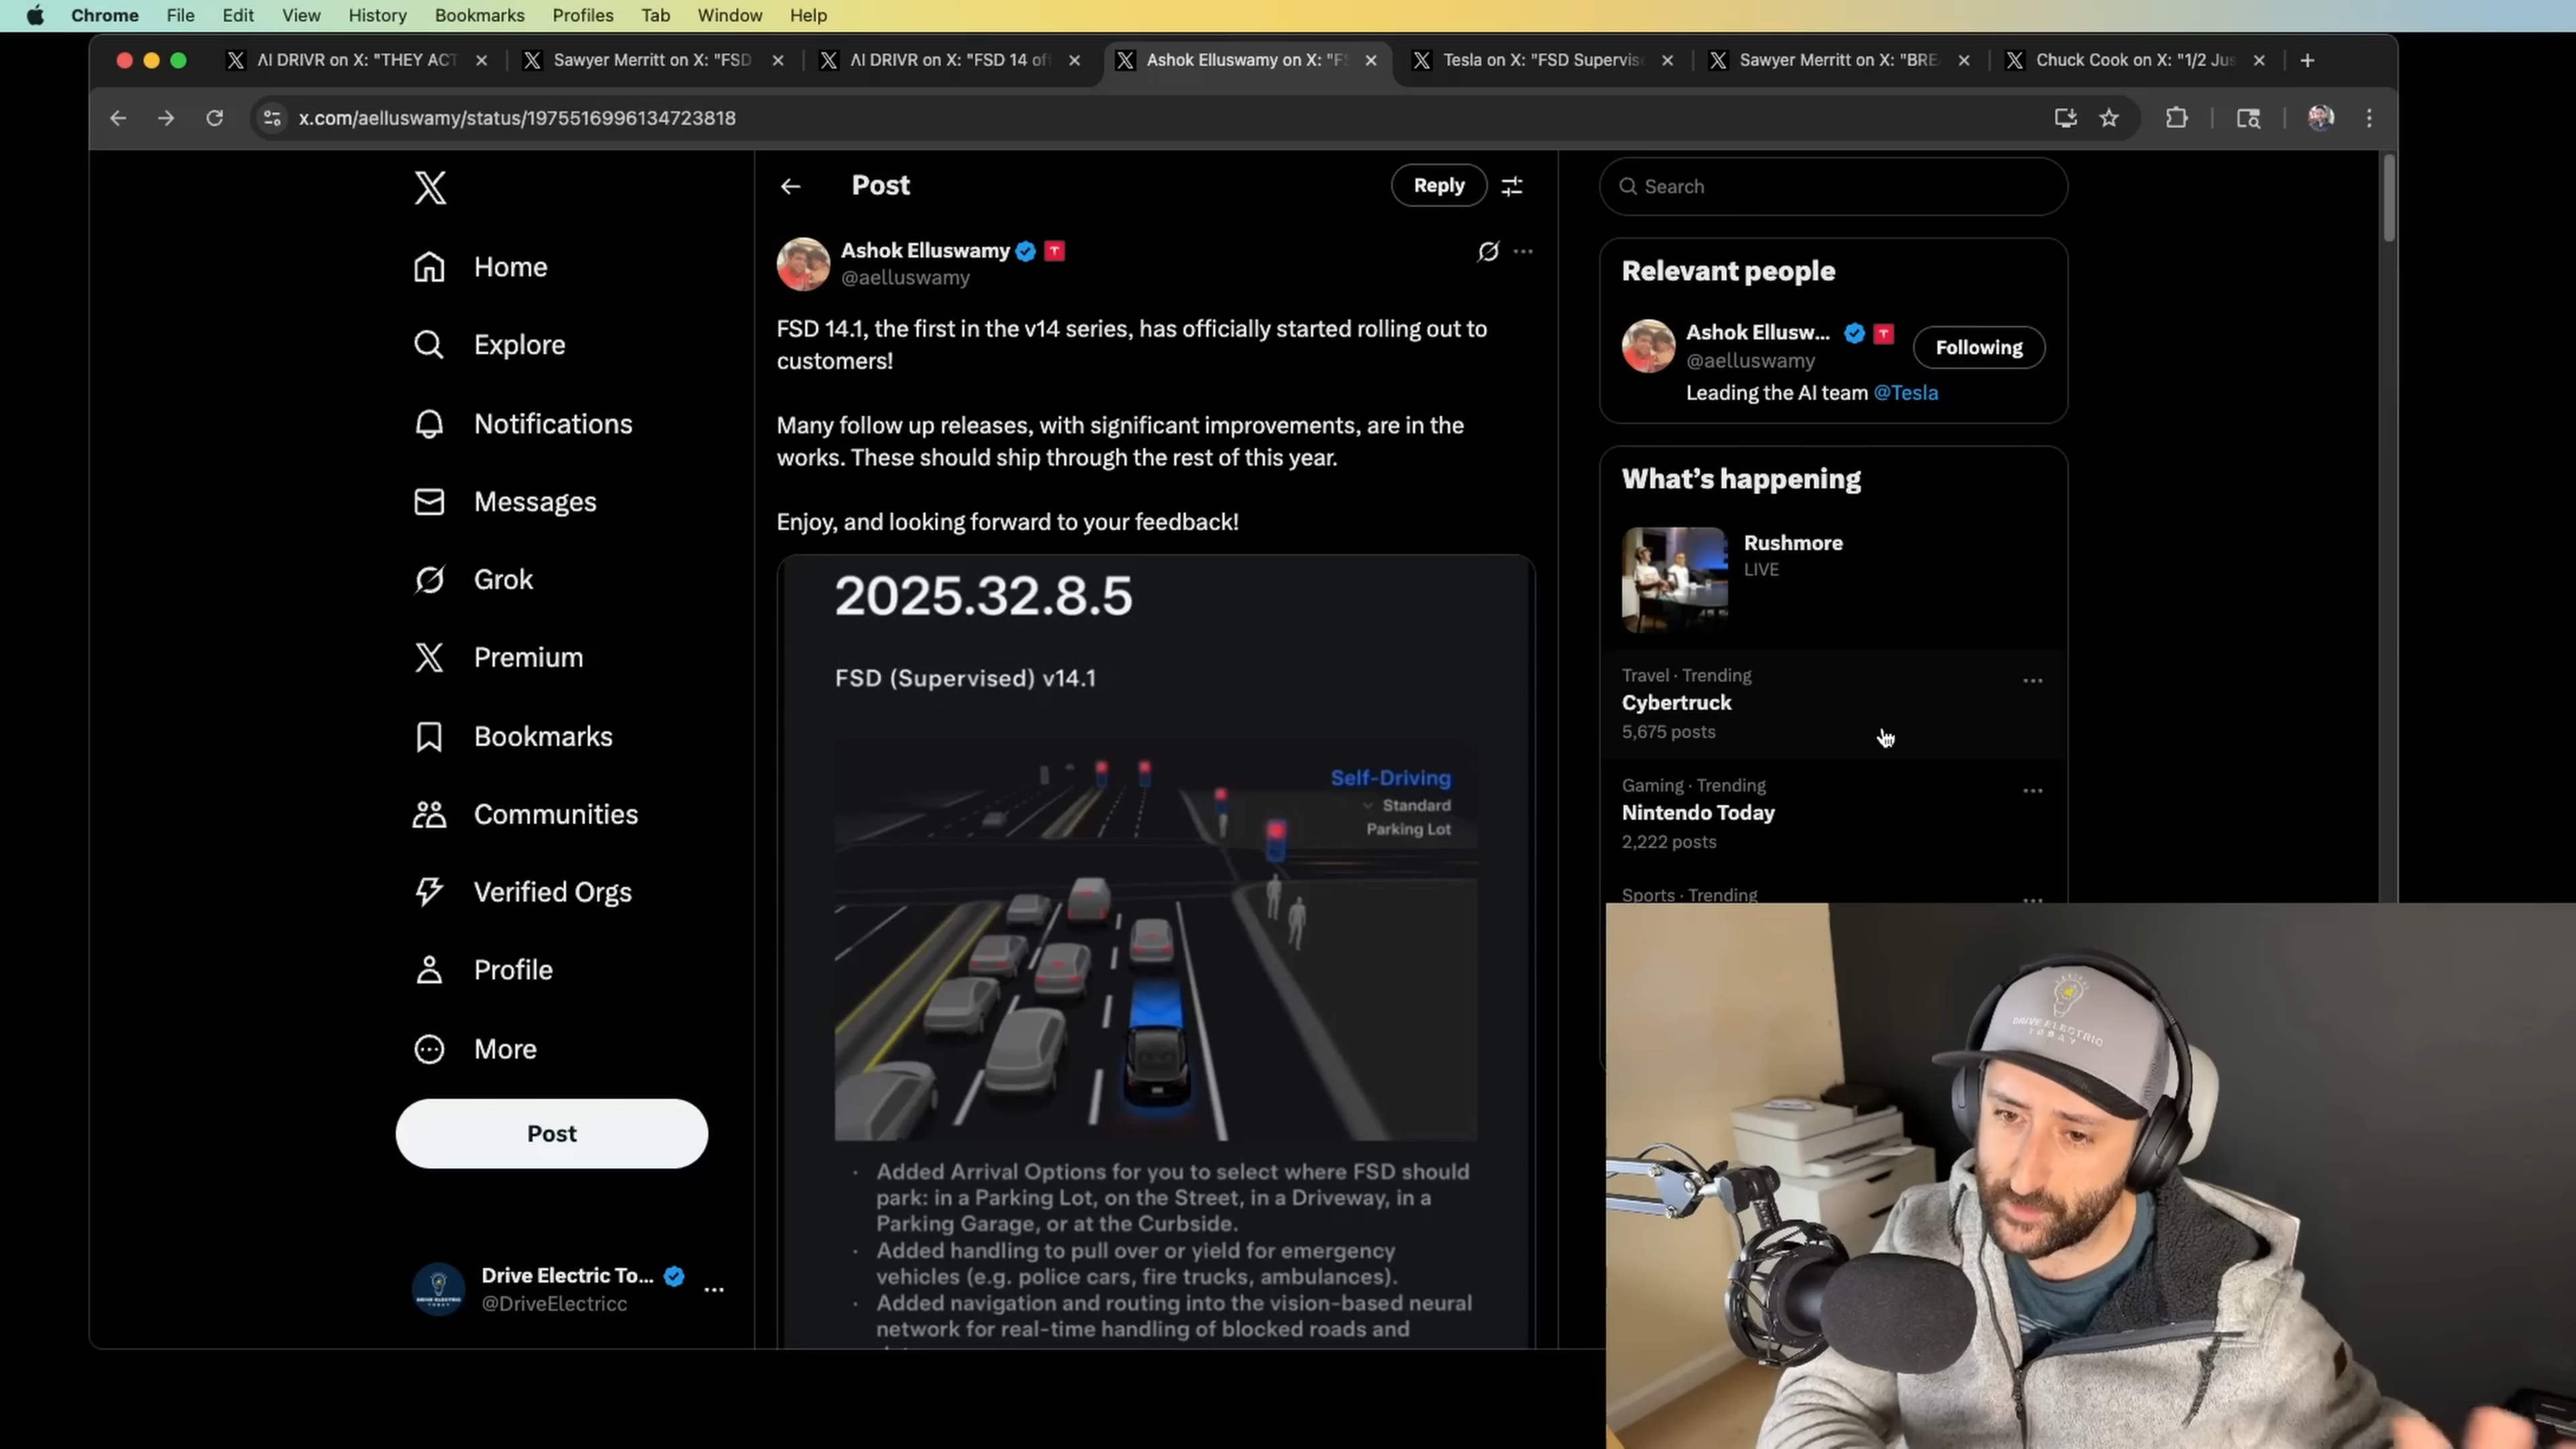 Chrome File Edit View History Bookmarks Profiles Tab Window Help
AI DRIVR on X: "THEY ACT
Sawyer Merritt on X: "FSD
AI DRIVR on X: "FSD 14 of
Ashok Elluswamy on X: "FS
Tesla on X: "FSD Supervise
Sawyer Merritt on X: "BRE
Chuck Cook on X: "1/2 Jus
x.com/aelluswamy/status/1975516996134723818
Home
Explore
Notifications
Messages
Grok
Premium
Bookmarks
Communities
Verified Orgs
Profile
More
Post
Drive Electric To...
@DriveElectricc
Post
Reply
Ashok Elluswamy
@aelluswamy
FSD 14.1, the first in the v14 series, has officially started rolling out to
customers!
Many follow up releases, with significant improvements, are in the
works. These should ship through the rest of this year.
Enjoy, and looking forward to your feedback!
2025.32.8.5
FSD (Supervised) v14.1
Self-Driving
Standard
Parking Lot
· Added Arrival Options for you to select where FSD should
park: in a Parking Lot, on the Street, in a Driveway, in a
Parking Garage, or at the Curbside.
· Added handling to pull over or yield for emergency
vehicles (e.g. police cars, fire trucks, ambulances).
· Added navigation and routing into the vision-based neural
network for real-time handling of blocked roads and
Search
Relevant people
Ashok Ellusw...
@aelluswamy
Following
Leading the AI team @Tesla
What's happening
Rushmore
LIVE
Travel · Trending
Cybertruck
5,675 posts
Gaming · Trending
Nintendo Today
2,222 posts
Sports · Trending
DRIVE ELECTRIC
TODAY